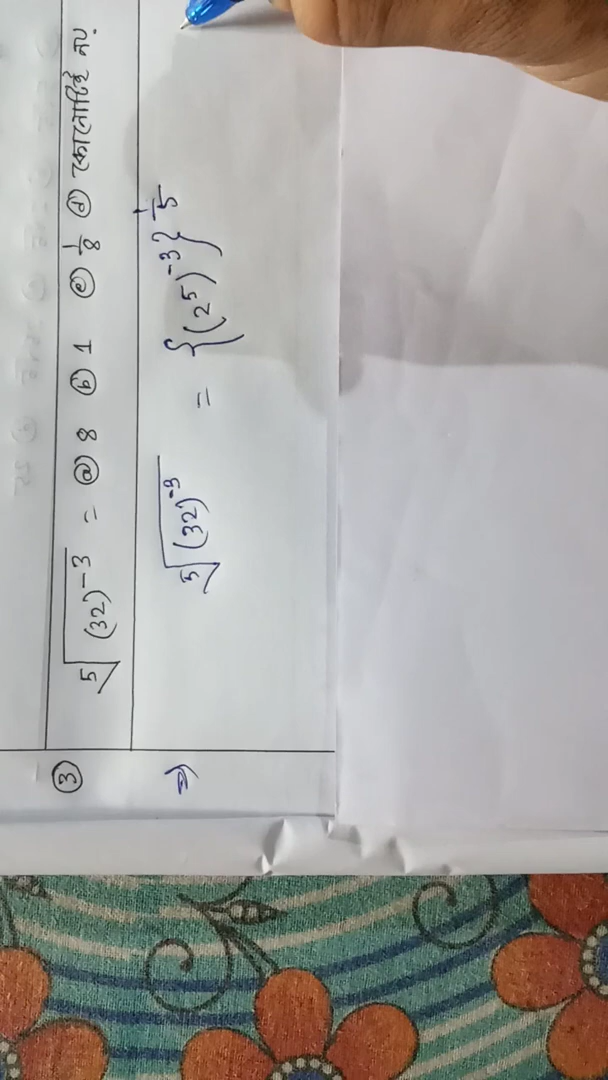 ③ ⁵√(32)⁻³ = ⓐ 8 ⓑ 1 ⓒ 1/8 ⓓ কোনোটিই নয়
⇒) ⁵√(32)⁻³ = {(2⁵)⁻³}^1/5